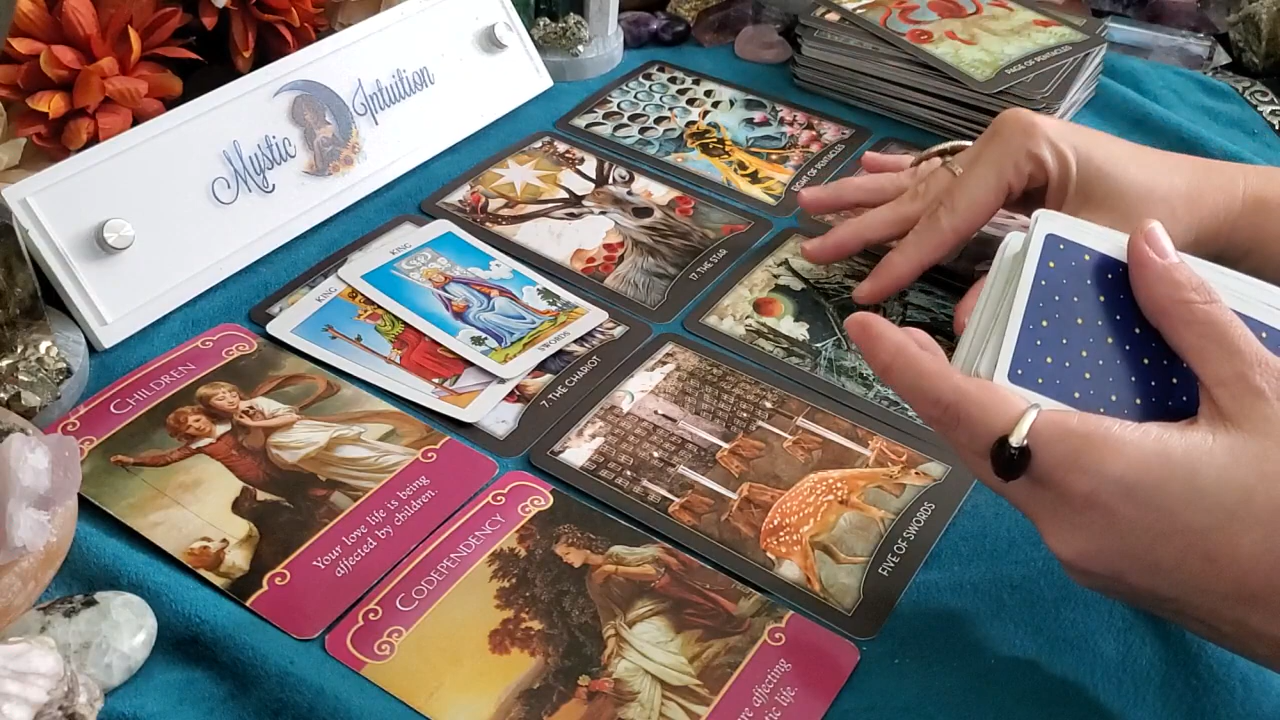 Mystic Intuition
PAGE OF PENTACLES
EIGHT OF PENTACLES
17. THE STAR
KING
SWORDS
KING
7. THE CHARIOT
FIVE OF SWORDS
CHILDREN
Your love life is being
affected by children.
CODEPENDENCY
are affecting
life.